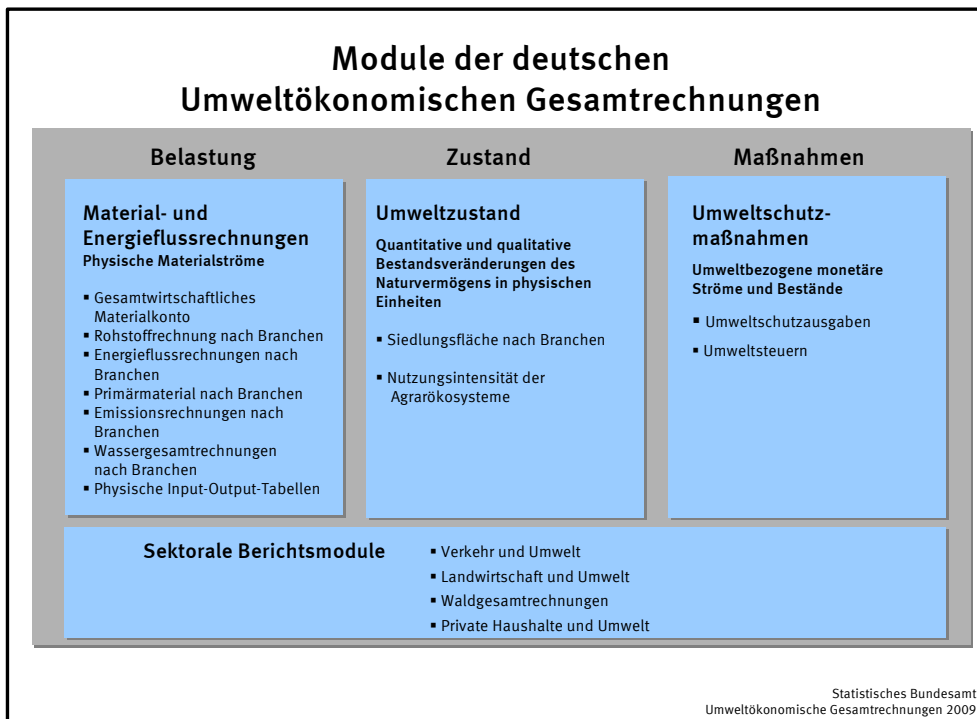 Module der deutschen
Umweltökonomischen Gesamtrechnungen
Belastung
Material- und
Energieflussrechnungen
Physische Materialströme
▪ Gesamtwirtschaftliches
Materialkonto
▪ Rohstoffrechnung nach Branchen
▪ Energieflussrechnungen nach
Branchen
▪ Primärmaterial nach Branchen
▪ Emissionsrechnungen nach
Branchen
▪ Wassergesamtrechnungen
nach Branchen
▪ Physische Input-Output-Tabellen
Zustand
Umweltzustand
Quantitative und qualitative
Bestandsveränderungen des
Naturvermögens in physischen
Einheiten
▪ Siedlungsfläche nach Branchen
▪ Nutzungsintensität der
Agrarökosysteme
Maßnahmen
Umweltschutz-
maßnahmen
Umweltbezogene monetäre
Ströme und Bestände
▪ Umweltschutzausgaben
▪ Umweltsteuern
Sektorale Berichtsmodule
▪ Verkehr und Umwelt
▪ Landwirtschaft und Umwelt
▪ Waldgesamtrechnungen
▪ Private Haushalte und Umwelt
Statistisches Bundesamt
Umweltökonomische Gesamtrechnungen 2009